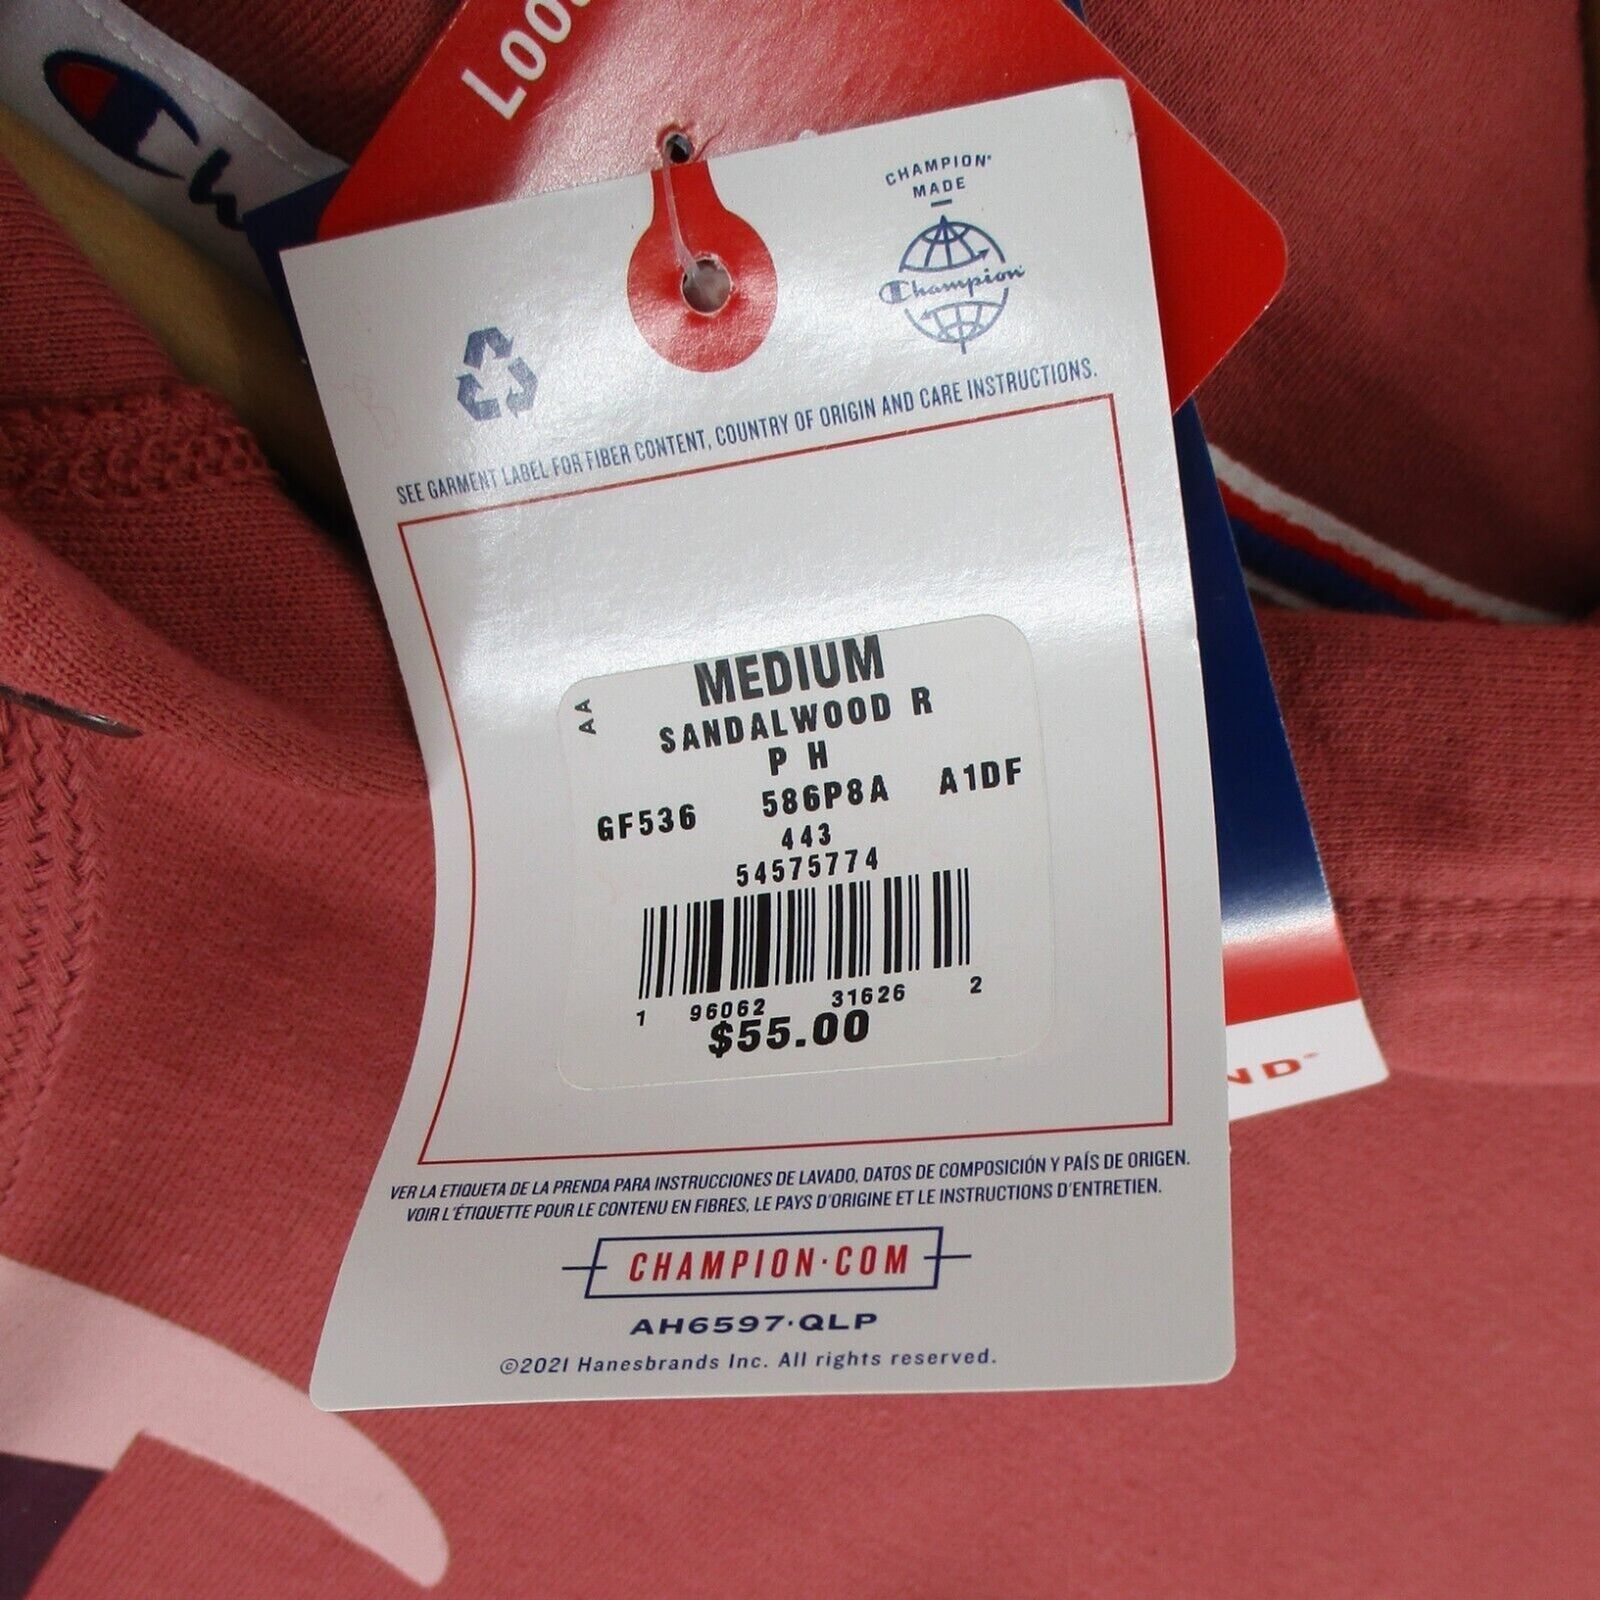 CHAMPION®
MADE
Champion
SEE GARMENT LABEL FOR FIBER CONTENT, COUNTRY OF ORIGIN AND CARE INSTRUCTIONS.
AA
MEDIUM
SANDALWOOD R
P H
GF536 586P8A A1DF
443
54575774
1 96062 31626 2
$55.00
VER LA ETIQUETA DE LA PRENDA PARA INSTRUCCIONES DE LAVADO, DATOS DE COMPOSICIÓN Y PAÍS DE ORIGEN.
VOIR L'ÉTIQUETTE POUR LE CONTENU EN FIBRES, LE PAYS D'ORIGINE ET LE INSTRUCTIONS D'ENTRETIEN.
CHAMPION·COM
AH6597·QLP
©2021 Hanesbrands Inc. All rights reserved.